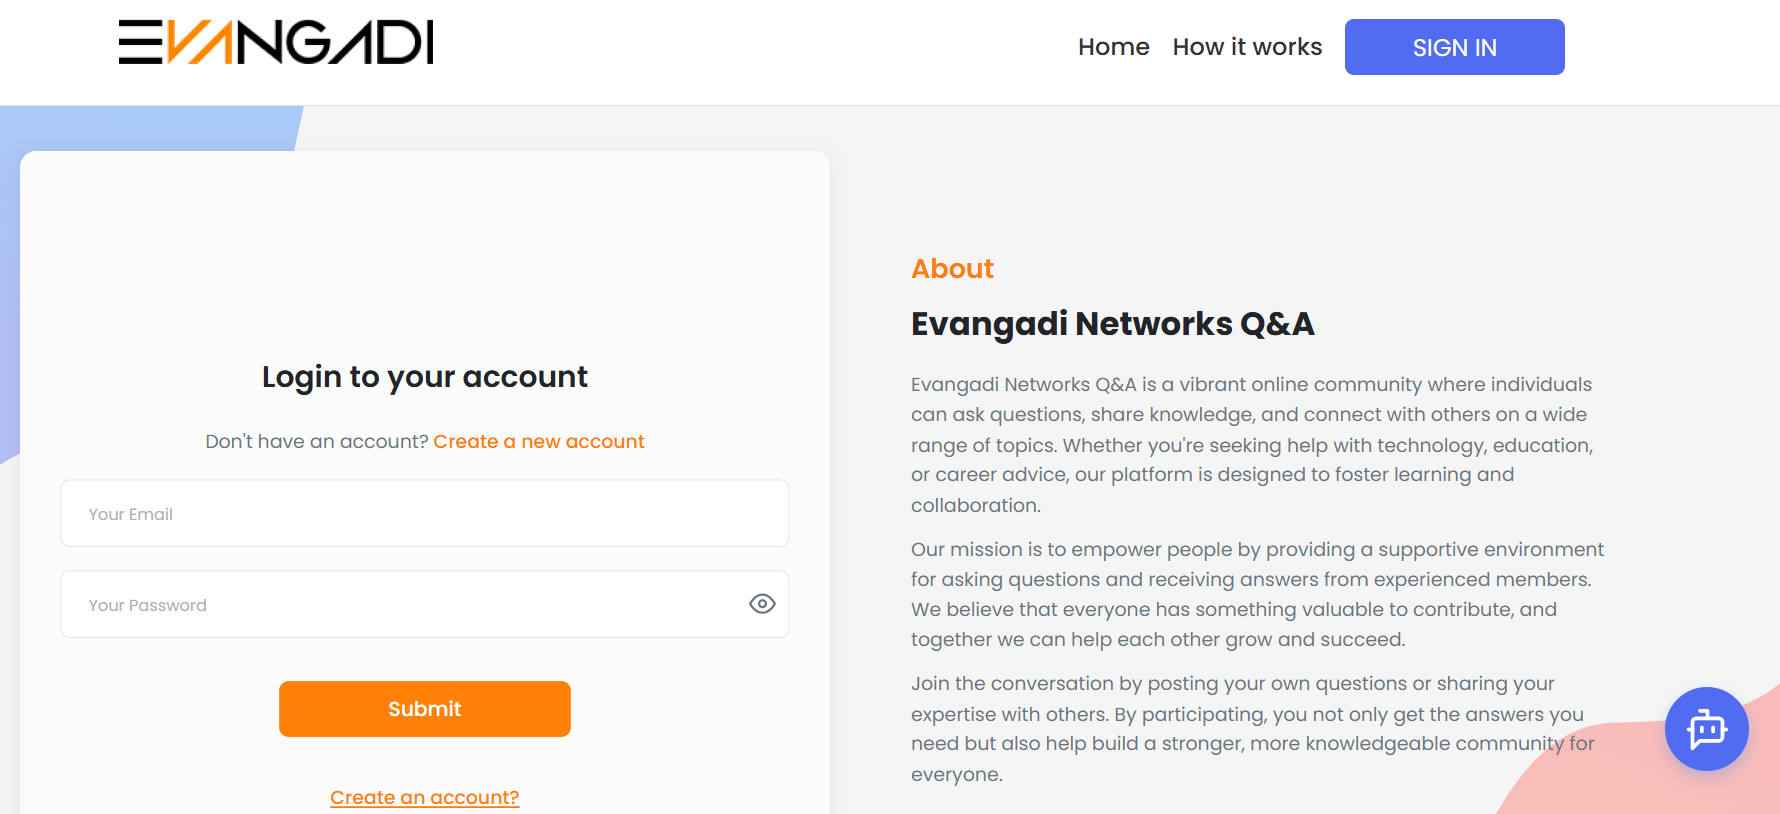 EVANGADI
Home
How it works
SIGN IN
Login to your account
Don't have an account? Create a new account
Your Email
Your Password
Submit
Create an account?
About
Evangadi Networks Q&A
Evangadi Networks Q&A is a vibrant online community where individuals
can ask questions, share knowledge, and connect with others on a wide
range of topics. Whether you're seeking help with technology, education,
or career advice, our platform is designed to foster learning and
collaboration.
Our mission is to empower people by providing a supportive environment
for asking questions and receiving answers from experienced members.
We believe that everyone has something valuable to contribute, and
together we can help each other grow and succeed.
Join the conversation by posting your own questions or sharing your
expertise with others. By participating, you not only get the answers you
need but also help build a stronger, more knowledgeable community for
everyone.